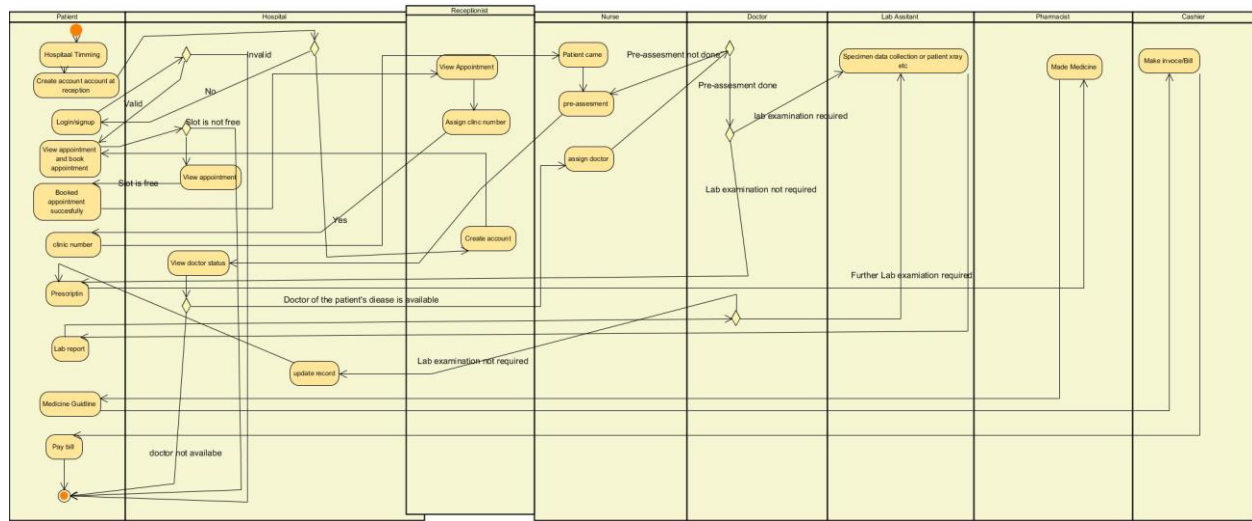 Patient
Hospital
Receptionist
Nurse
Doctor
Lab Assitant
Pharmacist
Cashier
Hospitaal Timming
Create account account at
reception
Invalid
Valid
No
Login/signup
Slot is not free
View appointment
and book
appointment
View appointment
Slot is free
Booked
appointment
succesfully
clinic number
View doctor status
Prescriptin
Doctor of the patient's disease is available
Lab report
update record
Medicine Guidline
Pay bill
doctor not availabe
View Appointment
Assign clinc number
Yes
Create account
Lab examination not required
Patient came
pre-assesment
assign doctor
Pre-assesment not done
Pre-assesment done
lab examination required
Lab examination not required
Specimen data collection or patient xray
etc
Further Lab examiation required
Made Medicine
Make invoce/Bill